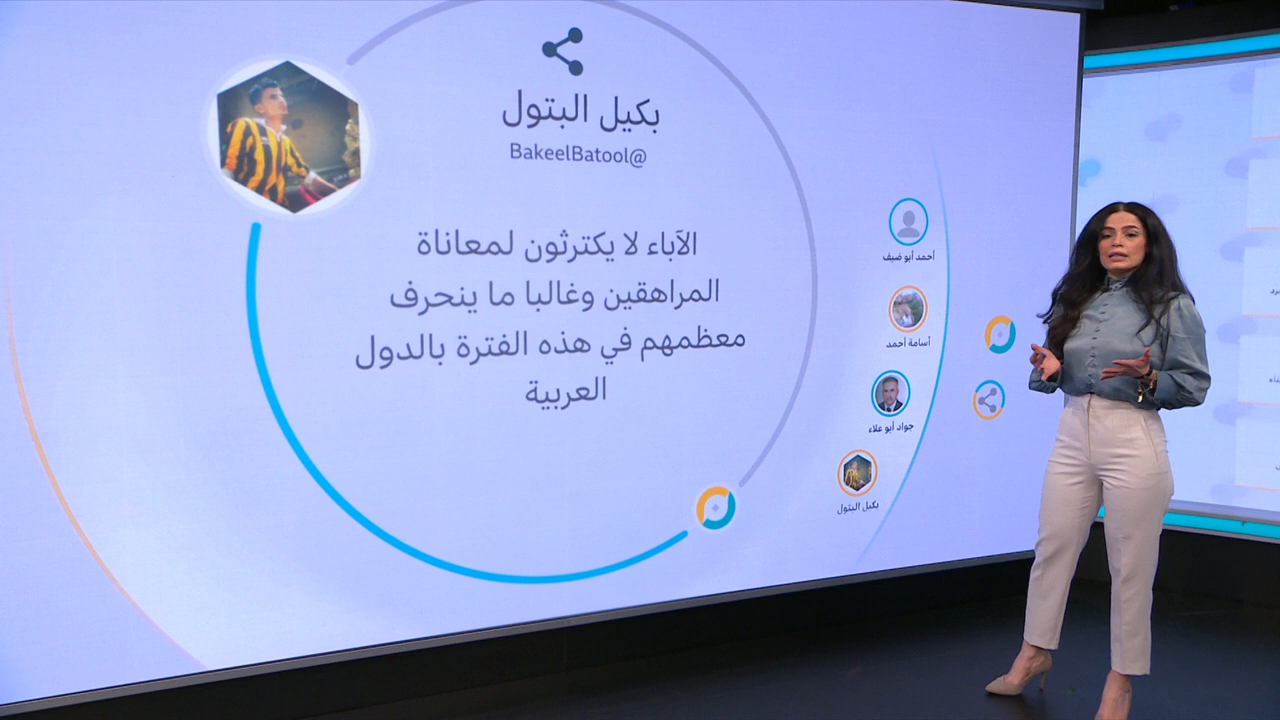 بكيل البتول
BakeelBatool@
الآباء لا يكترثون لمعاناة
المراهقين وغالبا ما ينحرف
معظمهم في هذه الفترة بالدول
العربية
أحمد أبو ضيف
أسامة أحمد
جواد أبو علاء
بكيل البتول